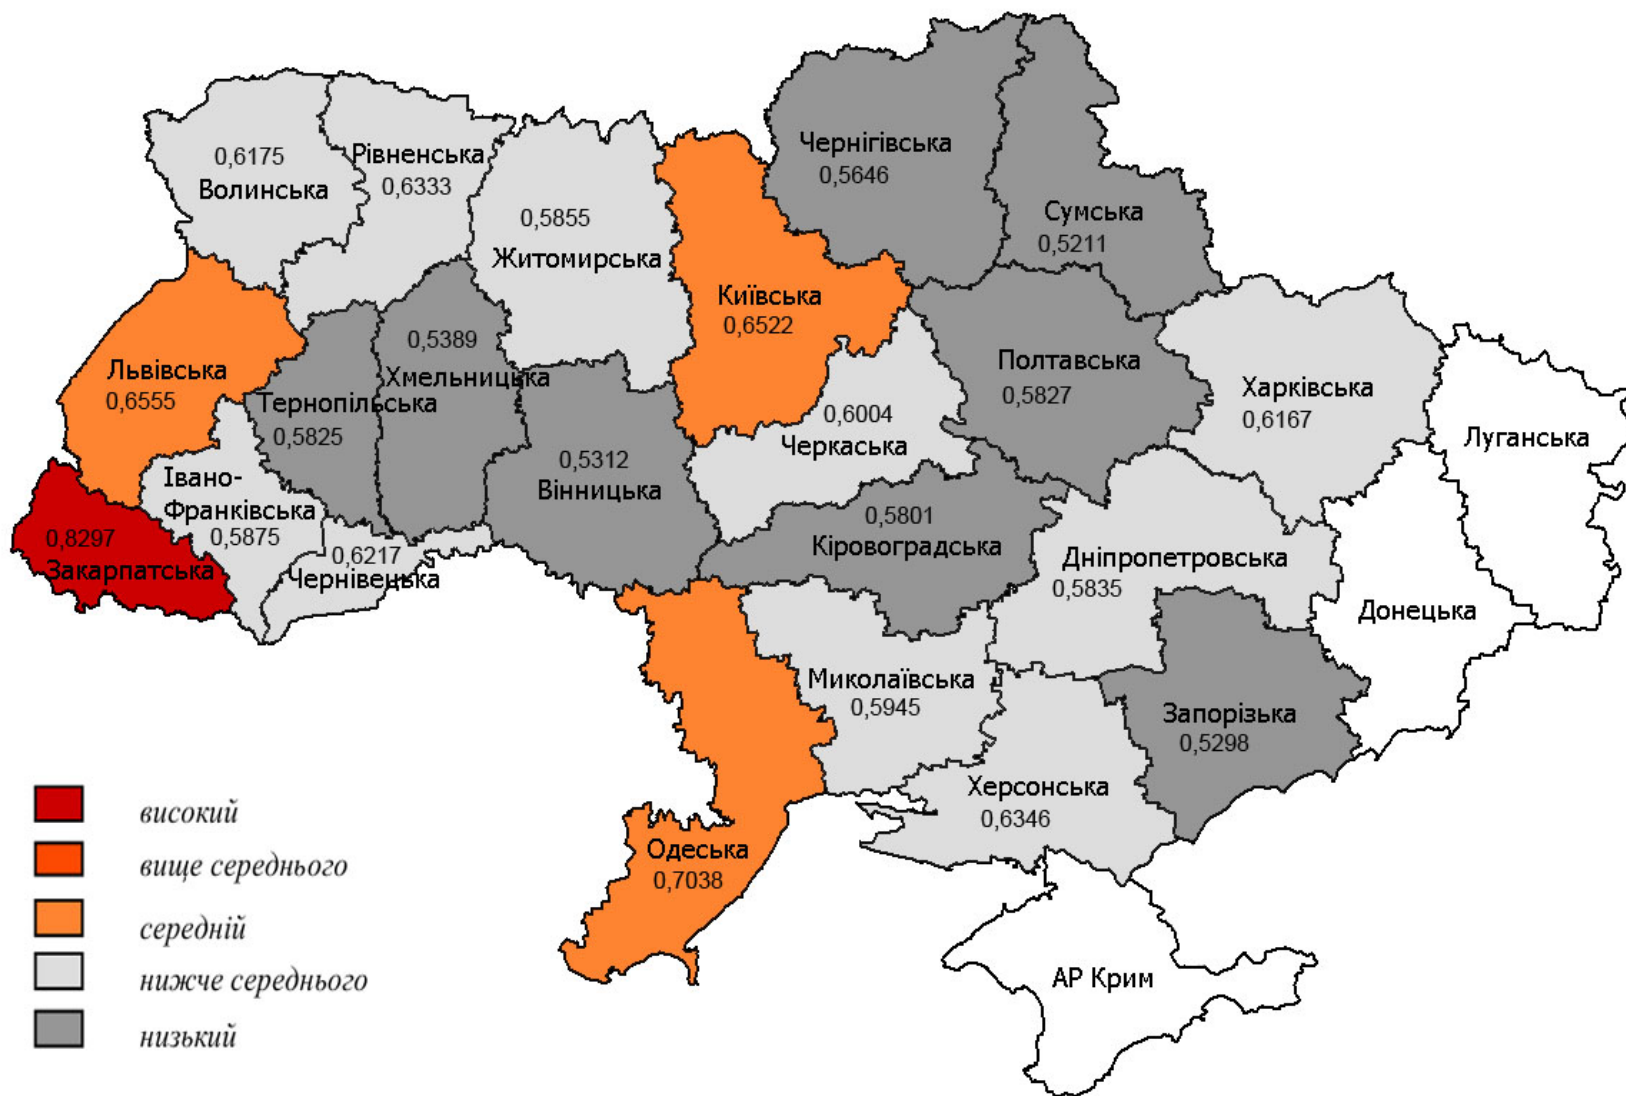 0,6175
Волинська
Рівненська
0,6333
0,5855
Житомирська
Київська
0,6522
Чернігівська
0,5646
Сумська
0,5211
Львівська
0,6555
Тернопільська
0,5825
0,5389
Хмельницька
0,5312
Вінницька
0,6004
Черкаська
Полтавська
0,5827
Харківська
0,6167
Луганська
Івано-
Франківська
0,5875
0,8297
Закарпатська
0,6217
Чернівецька
0,5801
Кіровоградська
Дніпропетровська
0,5835
Донецька
Миколаївська
0,5945
Запорізька
0,5298
Херсонська
0,6346
Одеська
0,7038
АР Крим
високий
вище середнього
середній
нижче середнього
низький